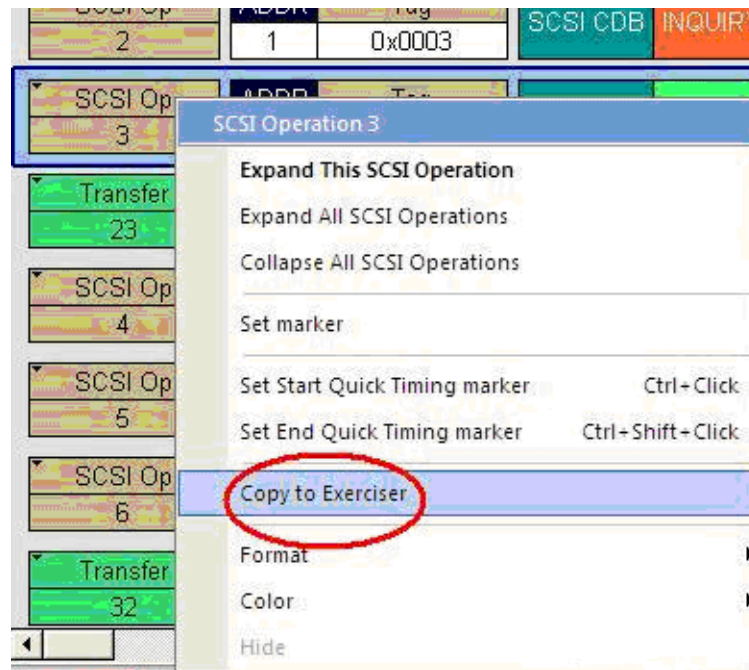 SCSI Op ADDR Tag SCSI CDB INQUIR
2 1 0x0003
SCSI Op ADDR Tag
3
SCSI Operation 3
Expand This SCSI Operation
Expand All SCSI Operations
Collapse All SCSI Operations
Set marker
Set Start Quick Timing marker Ctrl+Click
Set End Quick Timing marker Ctrl+Shift+Click
Copy to Exerciser
Format
Color
Hide
Transfer
23
SCSI Op
4
SCSI Op
5
SCSI Op
6
Transfer
32